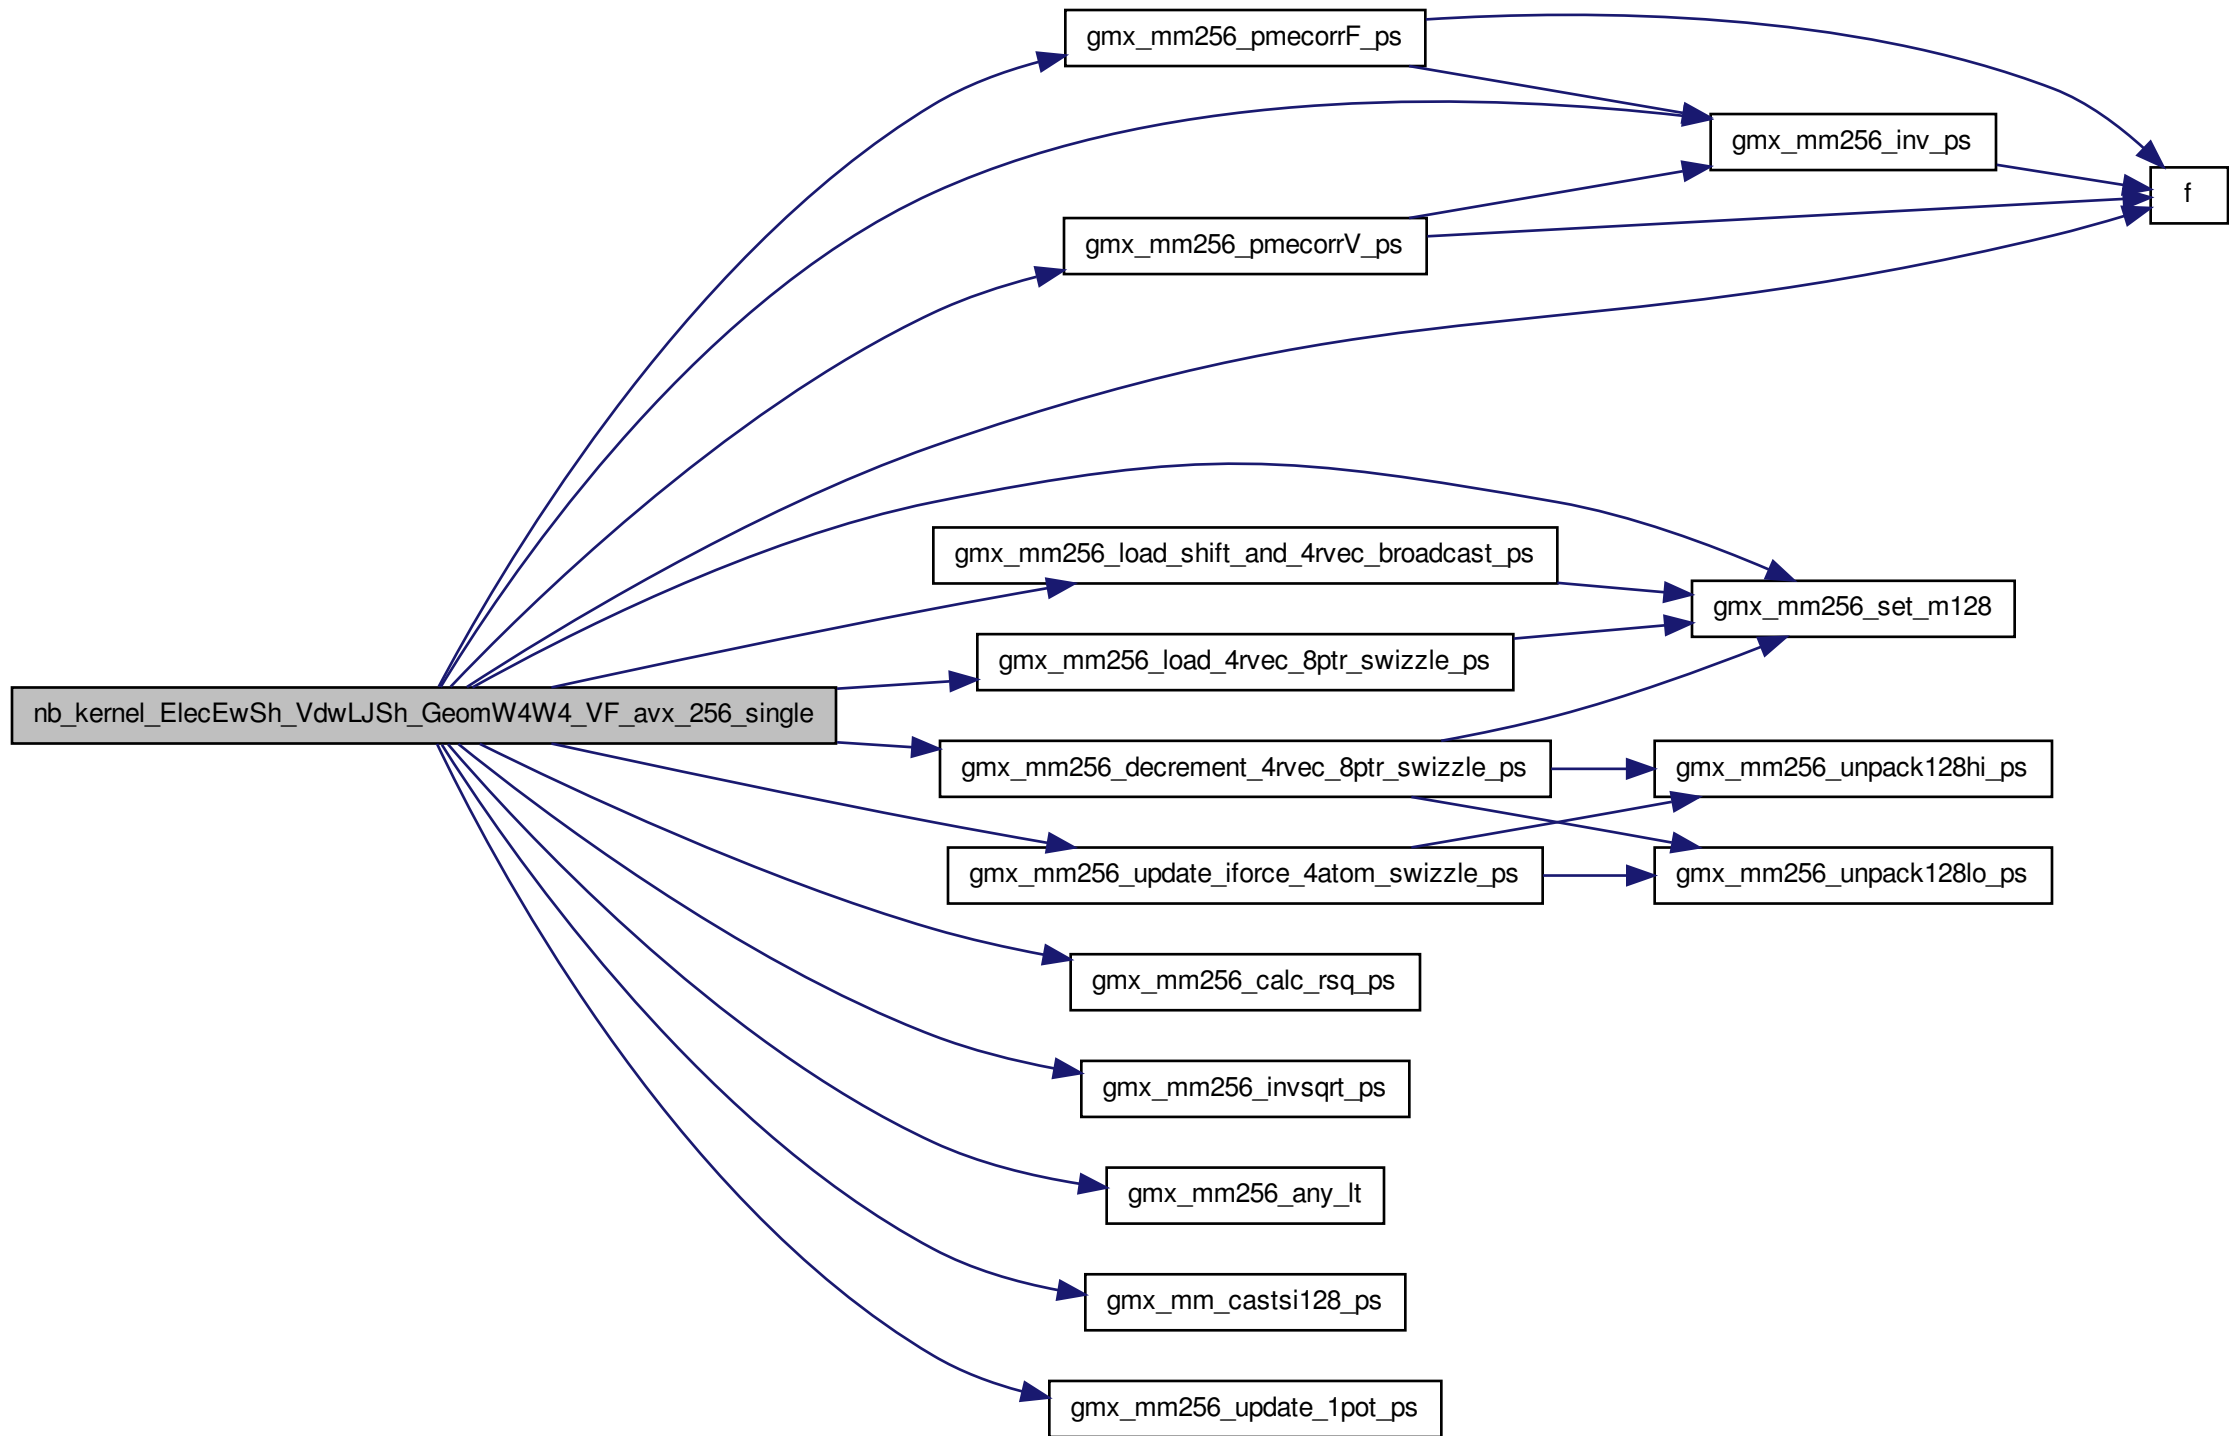 gmx_mm256_pmecorrF_ps
gmx_mm256_inv_ps
f
gmx_mm256_pmecorrV_ps
gmx_mm256_load_shift_and_4rvec_broadcast_ps
gmx_mm256_set_m128
gmx_mm256_load_4rvec_8ptr_swizzle_ps
nb_kernel_ElecEwSh_VdwLJSh_GeomW4W4_VF_avx_256_single
gmx_mm256_decrement_4rvec_8ptr_swizzle_ps
gmx_mm256_unpack128hi_ps
gmx_mm256_update_iforce_4atom_swizzle_ps
gmx_mm256_unpack128lo_ps
gmx_mm256_calc_rsq_ps
gmx_mm256_invsqrt_ps
gmx_mm256_any_lt
gmx_mm_castsi128_ps
gmx_mm256_update_1pot_ps